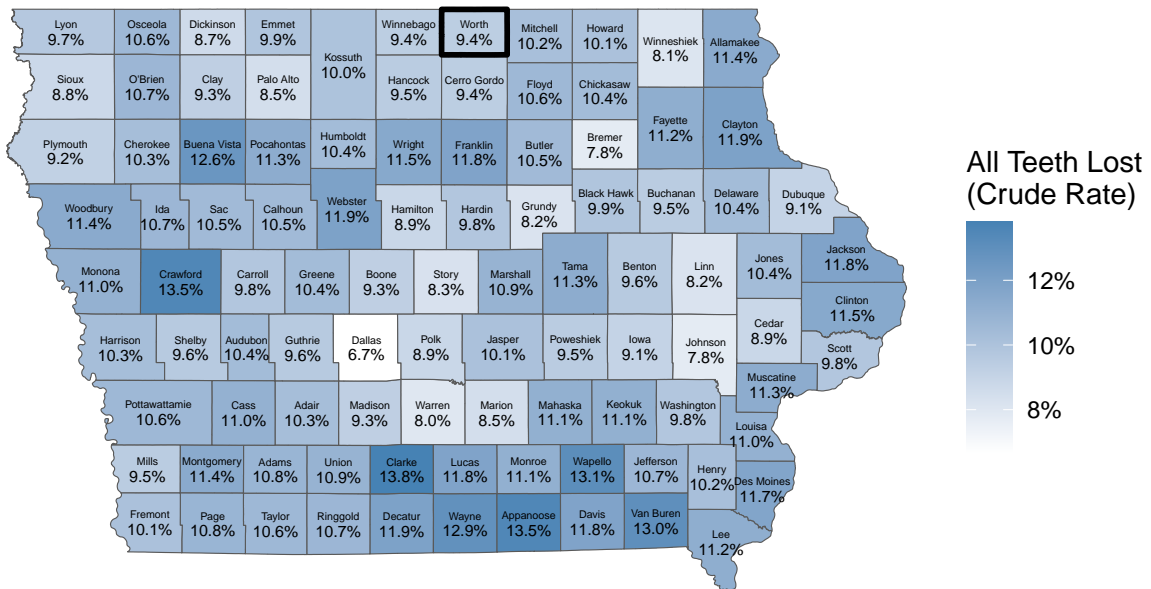 Lyon
9.7%
Osceola
10.6%
Dickinson
8.7%
Emmet
9.9%
Kossuth
10.0%
Winnebago
9.4%
Worth
9.4%
Mitchell
10.2%
Howard
10.1%
Winneshiek
8.1%
Allamakee
11.4%
Sioux
8.8%
O'Brien
10.7%
Clay
9.3%
Palo Alto
8.5%
Hancock
9.5%
Cerro Gordo
9.4%
Floyd
10.6%
Chickasaw
10.4%
Fayette
11.2%
Clayton
11.9%
Plymouth
9.2%
Cherokee
10.3%
Buena Vista
12.6%
Pocahontas
11.3%
Humboldt
10.4%
Wright
11.5%
Franklin
11.8%
Butler
10.5%
Bremer
7.8%
Woodbury
11.4%
Ida
10.7%
Sac
10.5%
Calhoun
10.5%
Webster
11.9%
Hamilton
8.9%
Hardin
9.8%
Grundy
8.2%
Black Hawk
9.9%
Buchanan
9.5%
Delaware
10.4%
Dubuque
9.1%
Monona
11.0%
Crawford
13.5%
Carroll
9.8%
Greene
10.4%
Boone
9.3%
Story
8.3%
Marshall
10.9%
Tama
11.3%
Benton
9.6%
Linn
8.2%
Jones
10.4%
Jackson
11.8%
Clinton
11.5%
Harrison
10.3%
Shelby
9.6%
Audubon
10.4%
Guthrie
9.6%
Dallas
6.7%
Polk
8.9%
Jasper
10.1%
Poweshiek
9.5%
Iowa
9.1%
Johnson
7.8%
Cedar
8.9%
Scott
9.8%
Muscatine
11.3%
Pottawattamie
10.6%
Cass
11.0%
Adair
10.3%
Madison
9.3%
Warren
8.0%
Marion
8.5%
Mahaska
11.1%
Keokuk
11.1%
Washington
9.8%
Louisa
11.0%
Mills
9.5%
Montgomery
11.4%
Adams
10.8%
Union
10.9%
Clarke
13.8%
Lucas
11.8%
Monroe
11.1%
Wapello
13.1%
Jefferson
10.7%
Henry
10.2%
Des Moines
11.7%
Fremont
10.1%
Page
10.8%
Taylor
10.6%
Ringgold
10.7%
Decatur
11.9%
Wayne
12.9%
Appanoose
13.5%
Davis
11.8%
Van Buren
13.0%
Lee
11.2%
All Teeth Lost
(Crude Rate)
12%
10%
8%